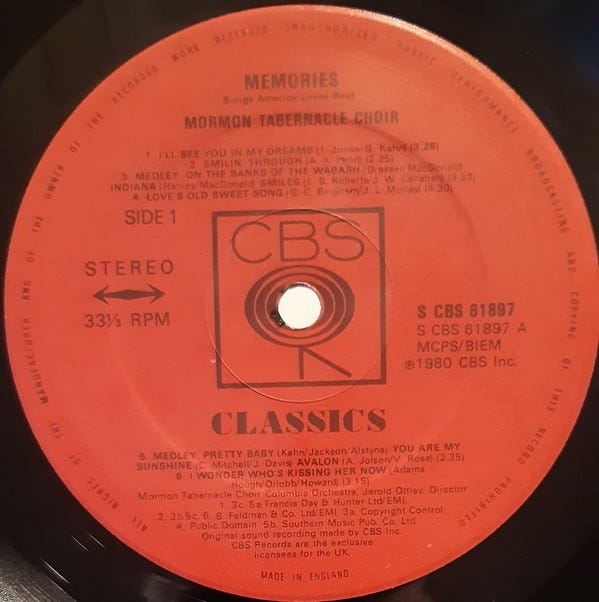 ALL RIGHTS OF THE MANUFACTURER AND OF THE OWNER OF THE RECORDED WORK RESERVED UNAUTHORISED PUBLIC PERFORMANCE BROADCASTING AND COPYING OF THIS RECORD PROHIBITED
MEMORIES
Songs America Loves Best
MORMON TABERNACLE CHOIR
1. I'LL SEE YOU IN MY DREAMS (I. Jones/G. Kahn) (3.26)
2. SMILIN THROUGH (A. A. Penn) (2.25)
3. MEDLEY ON THE BANKS OF THE WABASH (Dresser/MacDonald)
INDIANA (Hanley/MacDonald) SMILES (L. S. Roberts/J. W. Callahan) (3.33)
4. LOVE'S OLD SWEET SONG (G. C. Bingham/J. L. Molloy) (4.30)
SIDE 1
CBS
STEREO
33⅓ RPM
S CBS 61897
S CBS 61897 A
MCPS/BIEM
℗1980 CBS Inc.
CLASSICS
5. MEDLEY, PRETTY BABY (Kahn/Jackson/Alstyne) YOU ARE MY
SUNSHINE (C. Mitchell/J. Davis) AVALON (A. Jolson/V. Rose) (2.35)
6. I WONDER WHO'S KISSING HER NOW (Adams
Hough/Orlobb/Howard) (3.19)
Mormon Tabernacle Choir Columbia Orchestra, Jerold Ottley, Director
1. 3c. 5a Francis Day & Hunter Ltd/EMI),
2, 3b.5c. 6, B Feldman & Co. Ltd/EMI). 3a. Copyright Control,
4, Public Domain 5b. Southern Music Pub. Co. Ltd
Original sound recording made by CBS Inc.
CBS Records are the exclusive
licensees for the UK.
MADE IN ENGLAND